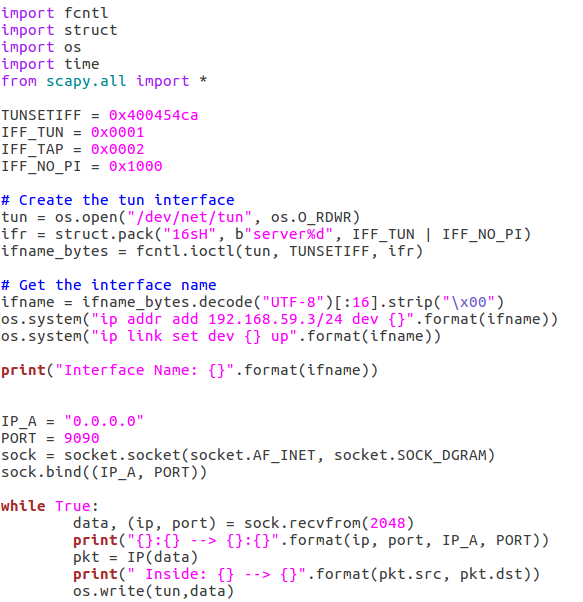 import fcntl
import struct
import os
import time
from scapy.all import *

TUNSETIFF = 0x400454ca
IFF_TUN = 0x0001
IFF_TAP = 0x0002
IFF_NO_PI = 0x1000

# Create the tun interface
tun = os.open("/dev/net/tun", os.O_RDWR)
ifr = struct.pack("16sH", b"server%d", IFF_TUN | IFF_NO_PI)
ifname_bytes = fcntl.ioctl(tun, TUNSETIFF, ifr)

# Get the interface name
ifname = ifname_bytes.decode("UTF-8")[:16].strip("\x00")
os.system("ip addr add 192.168.59.3/24 dev {}".format(ifname))
os.system("ip link set dev {} up".format(ifname))

print("Interface Name: {}".format(ifname))


IP_A = "0.0.0.0"
PORT = 9090
sock = socket.socket(socket.AF_INET, socket.SOCK_DGRAM)
sock.bind((IP_A, PORT))

while True:
        data, (ip, port) = sock.recvfrom(2048)
        print("{}:{} --> {}:{}".format(ip, port, IP_A, PORT))
        pkt = IP(data)
        print(" Inside: {} --> {}".format(pkt.src, pkt.dst))
        os.write(tun,data)